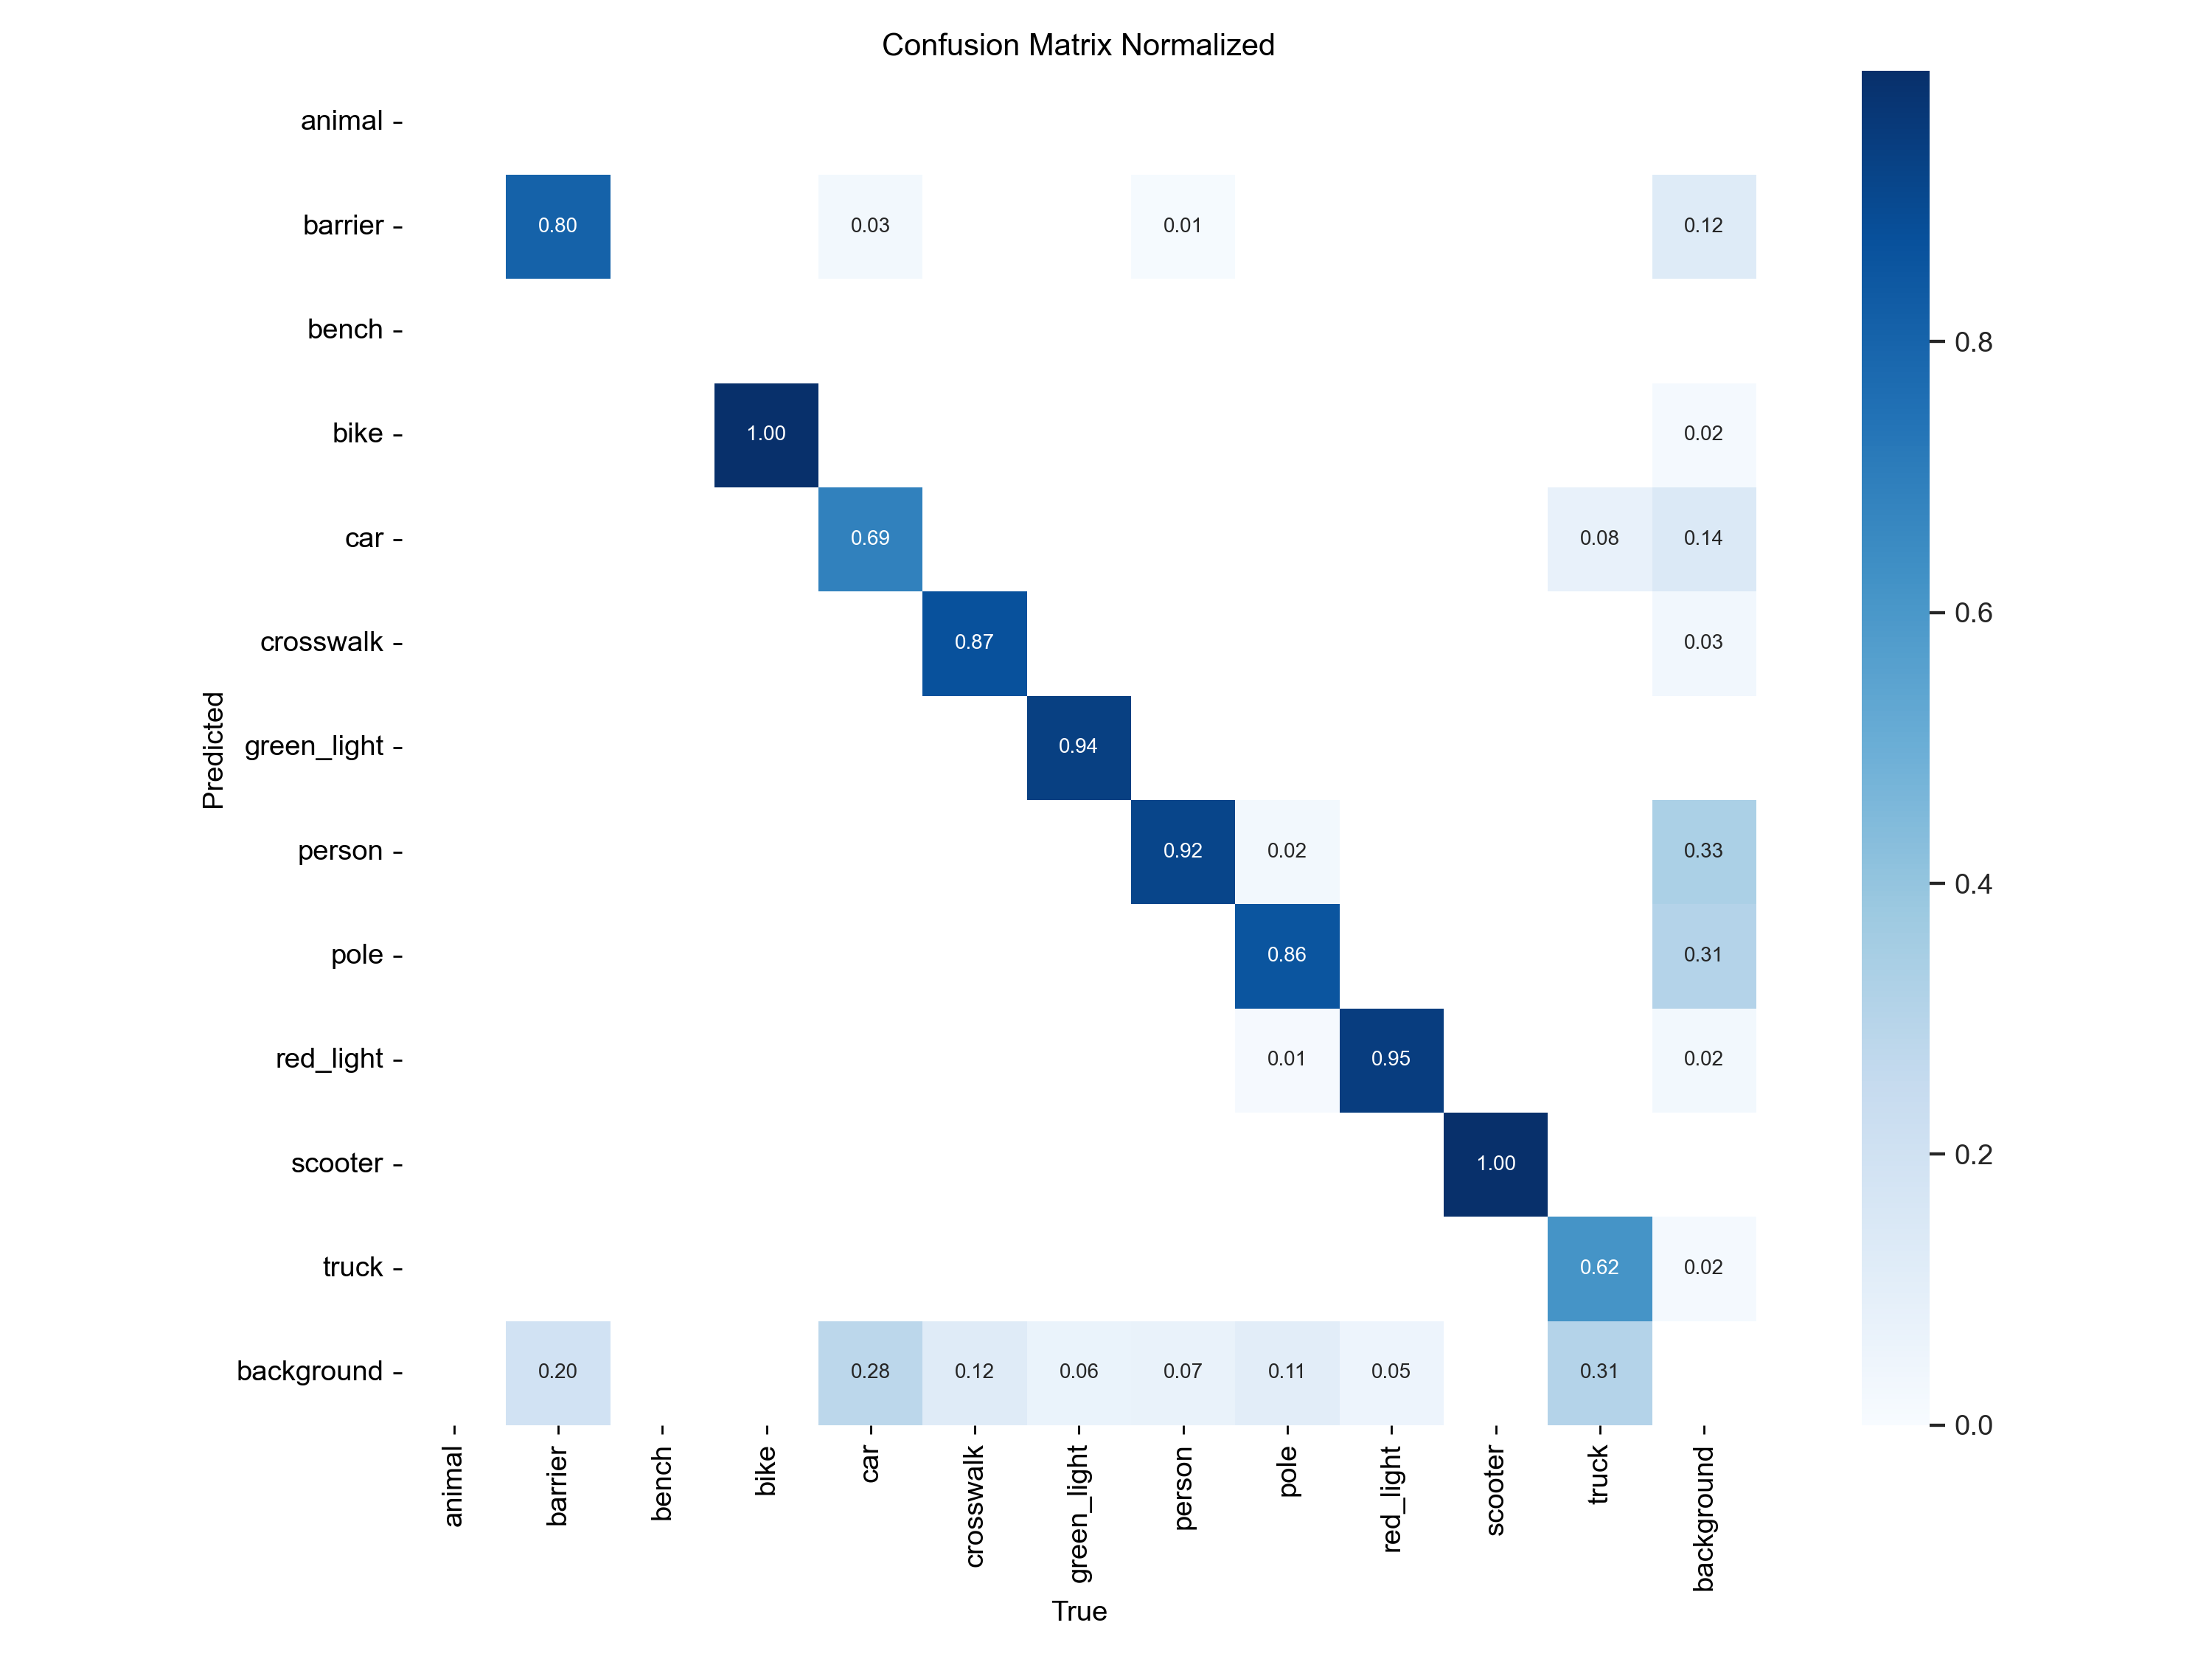 Confusion Matrix Normalized
animal
barrier 0.80 0.03 0.01 0.12
bench
bike 1.00 0.02
car 0.69 0.08 0.14
crosswalk 0.87 0.03
green_light 0.94
person 0.92 0.02 0.33
pole 0.86 0.31
red_light 0.01 0.95 0.02
scooter 1.00
truck 0.62 0.02
background 0.20 0.28 0.12 0.06 0.07 0.11 0.05 0.31
Predicted
animal barrier bench bike car crosswalk green_light person pole red_light scooter truck background
True
0.8
0.6
0.4
0.2
0.0